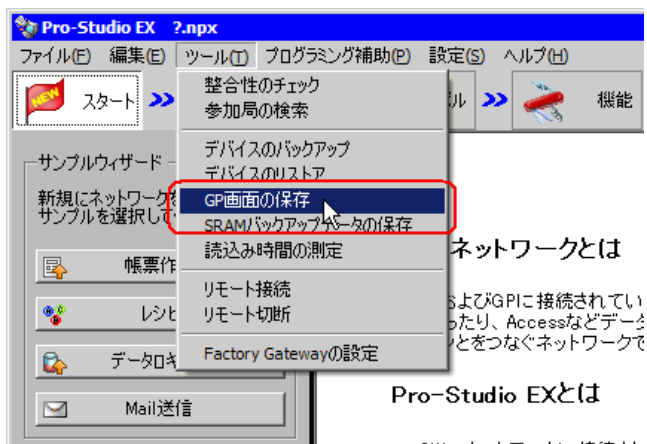 Pro-Studio EX ?.npx
ファイル(F) 編集(E) ツール(T) プログラミング補助(P) 設定(S) ヘルプ(H)
NEW スタート 機能
整合性のチェック
参加局の検索
デバイスのバックアップ
デバイスのリストア
GP画面の保存
SRAMバックアップデータの保存
読込み時間の測定
リモート接続
リモート切断
Factory Gatewayの設定
サンプルウィザード
新規にネットワークを
サンプルを選択して
帳票作
レシピ
データロギ
Mail送信
ネットワークとは
およびGPに接続されてい
ったり、Accessなどデータ
ンとをつなぐネットワークで
Pro-Studio EXとは